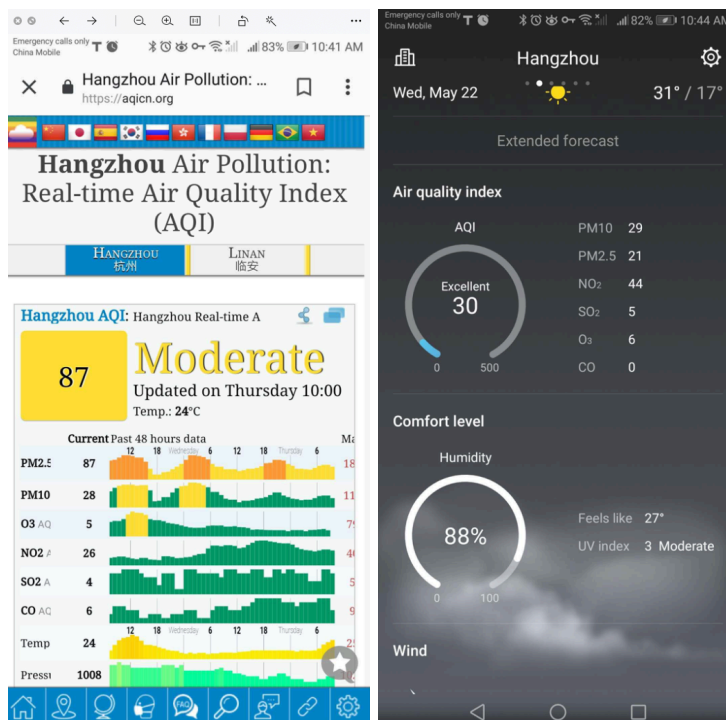 Emergency calls only
China Mobile
83% 10:41 AM
Hangzhou Air Pollution: ...
https://aqicn.org
Hangzhou Air Pollution:
Real-time Air Quality Index
(AQI)
HANGZHOU
杭州
LINAN
临安
Hangzhou AQI: Hangzhou Real-time A
87
Moderate
Updated on Thursday 10:00
Temp.: 24°C
Current Past 48 hours data
12 18 Wednesday 6 12 18 Thursday 6
PM2.5 87
PM10 28
O3 AQ 5
NO2 26
SO2 A 4
CO AQ 6
12 18 Wednesday 6 12 18 Thursday 6
Temp 24
Press 1008
FAQ
Emergency calls only
China Mobile
82% 10:44 AM
Hangzhou
Wed, May 22
31° / 17°
Extended forecast
Air quality index
AQI
Excellent
30
0 500
PM10 29
PM2.5 21
NO2 44
SO2 5
O3 6
CO 0
Comfort level
Humidity
88%
0 100
Feels like 27°
UV index 3 Moderate
Wind